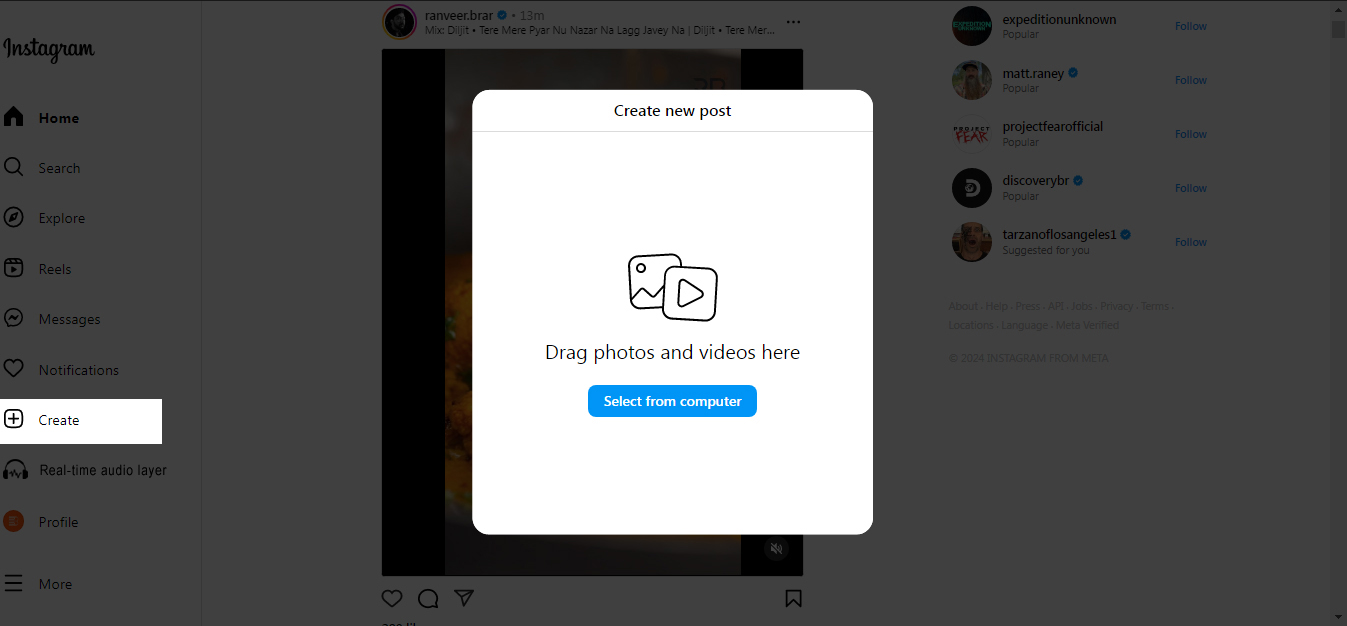 Instagram
Home
Search
Explore
Reels
Messages
Notifications
Create
Real-time audio layer
Profile
More
ranveer.brar • 13m
Mix: Diljit • Tere Mere Pyar Nu Nazar Na Lagg Javey Na | Diljit • Tere Mer...
Create new post
Drag photos and videos here
Select from computer
expeditionunknown
Popular
Follow
matt.raney
Popular
Follow
projectfearofficial
Popular
Follow
discoverybr
Popular
Follow
tarzanoflosangeles1
Suggested for you
Follow
About · Help · Press · API · Jobs · Privacy · Terms ·
Locations · Language · Meta Verified
© 2024 INSTAGRAM FROM META